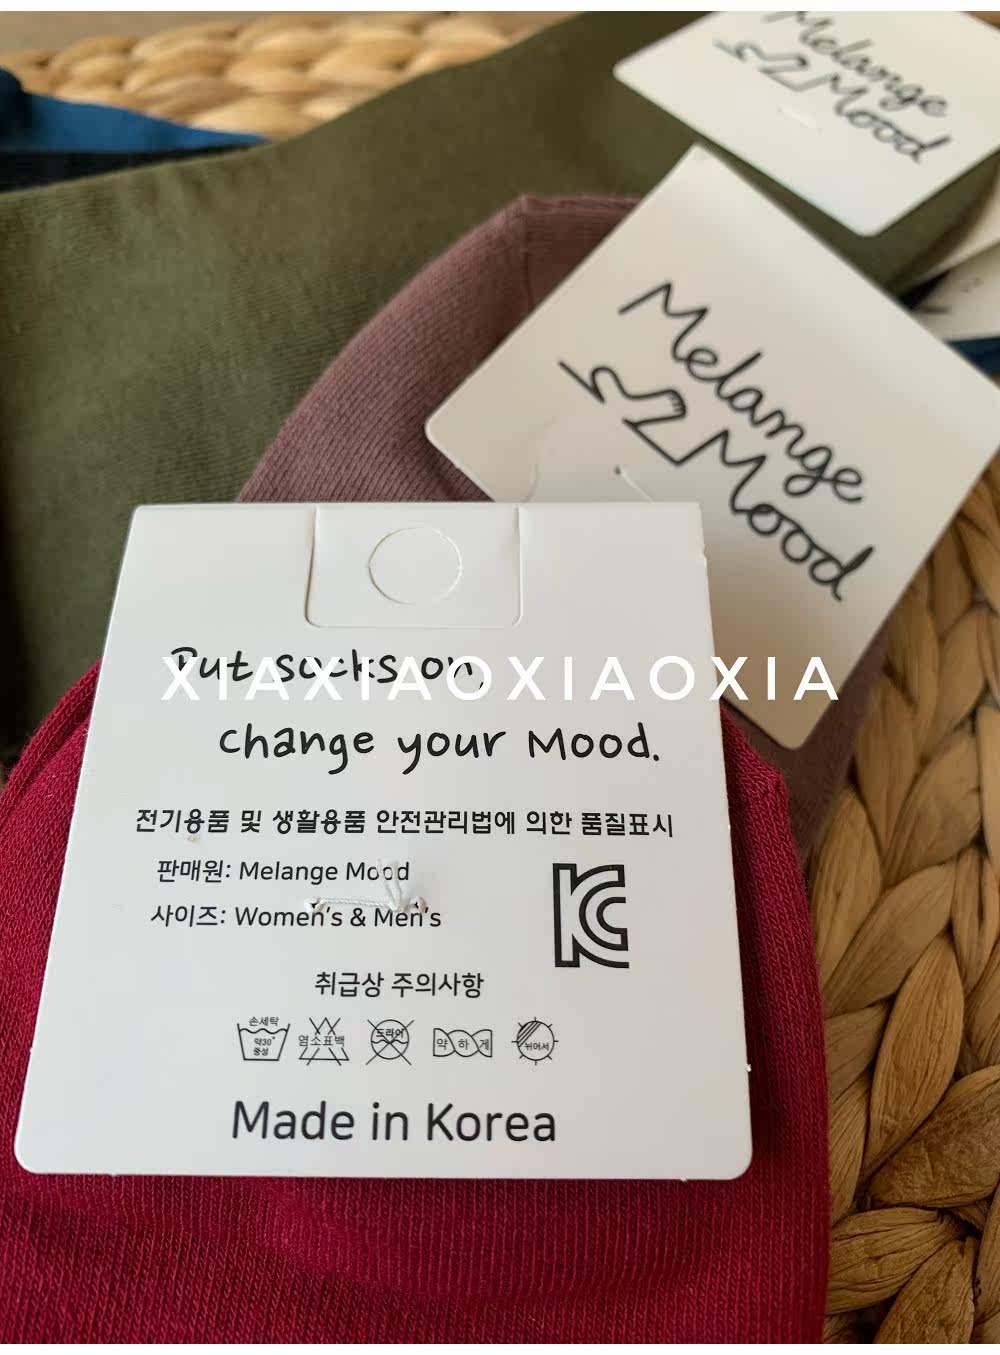 Melange
Mood
Melange
Mood
Put socks on,
XIAXIAOXIAOXIA
change your Mood.
전기용품 및 생활용품 안전관리법에 의한 품질표시
판매원: Melange Mood
사이즈: Women's & Men's
KC
취급상 주의사항
손세탁
약30°
중성
염소표백
드라이
약하게
뉘어서
Made in Korea